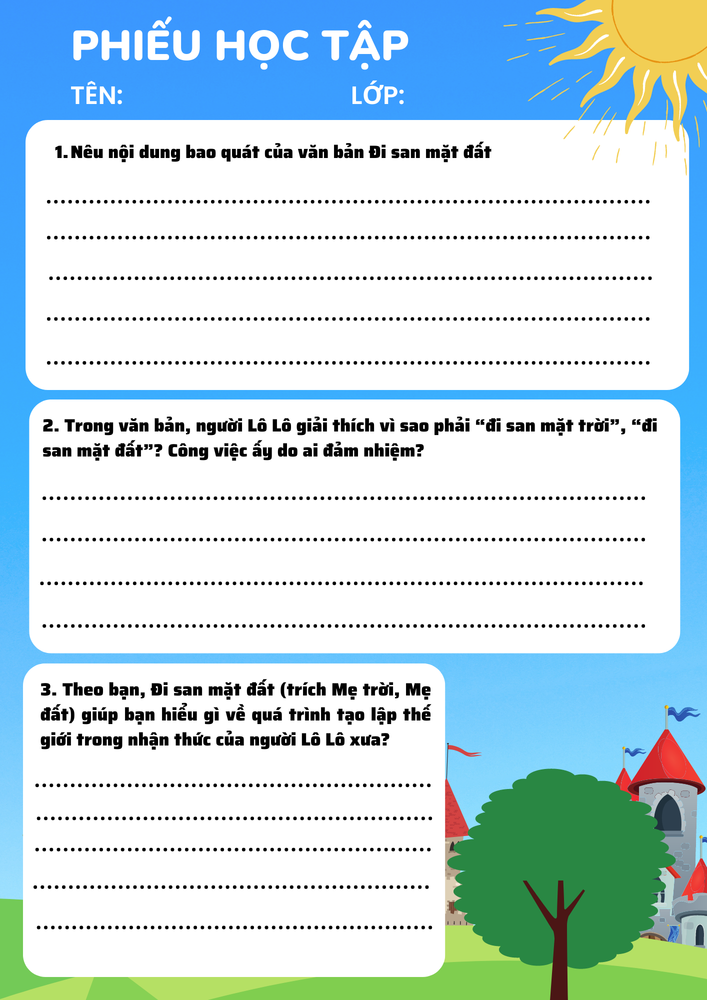 PHIẾU HỌC TẬP
TÊN: LỚP:
1. Nêu nội dung bao quát của văn bản Đi san mặt đất
2. Trong văn bản, người Lô Lô giải thích vì sao phải “đi san mặt trời”, “đi
san mặt đất”? Công việc ấy do ai đảm nhiệm?
3. Theo bạn, Đi san mặt đất (trích Mẹ trời, Mẹ
đất) giúp bạn hiểu gì về quá trình tạo lập thế
giới trong nhận thức của người Lô Lô xưa?